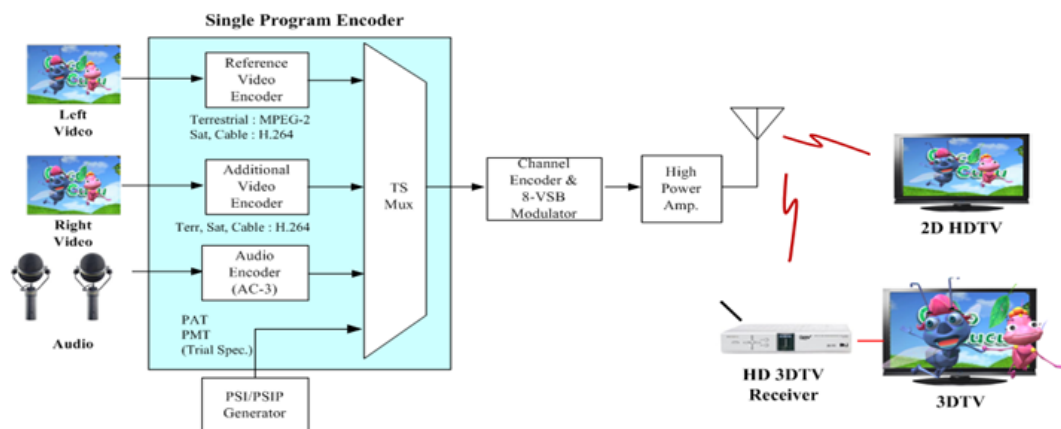 Single Program Encoder
Left
Video
Reference
Video
Encoder
Terrestrial : MPEG-2
Sat, Cable : H.264
Right
Video
Additional
Video
Encoder
Terr, Sat, Cable : H.264
Audio
Audio
Encoder
(AC-3)
PAT
PMT
(Trial Spec.)
PSI/PSIP
Generator
TS
Mux
Channel
Encoder &
8-VSB
Modulator
High
Power
Amp.
2D HDTV
HD 3DTV
Receiver
3DTV